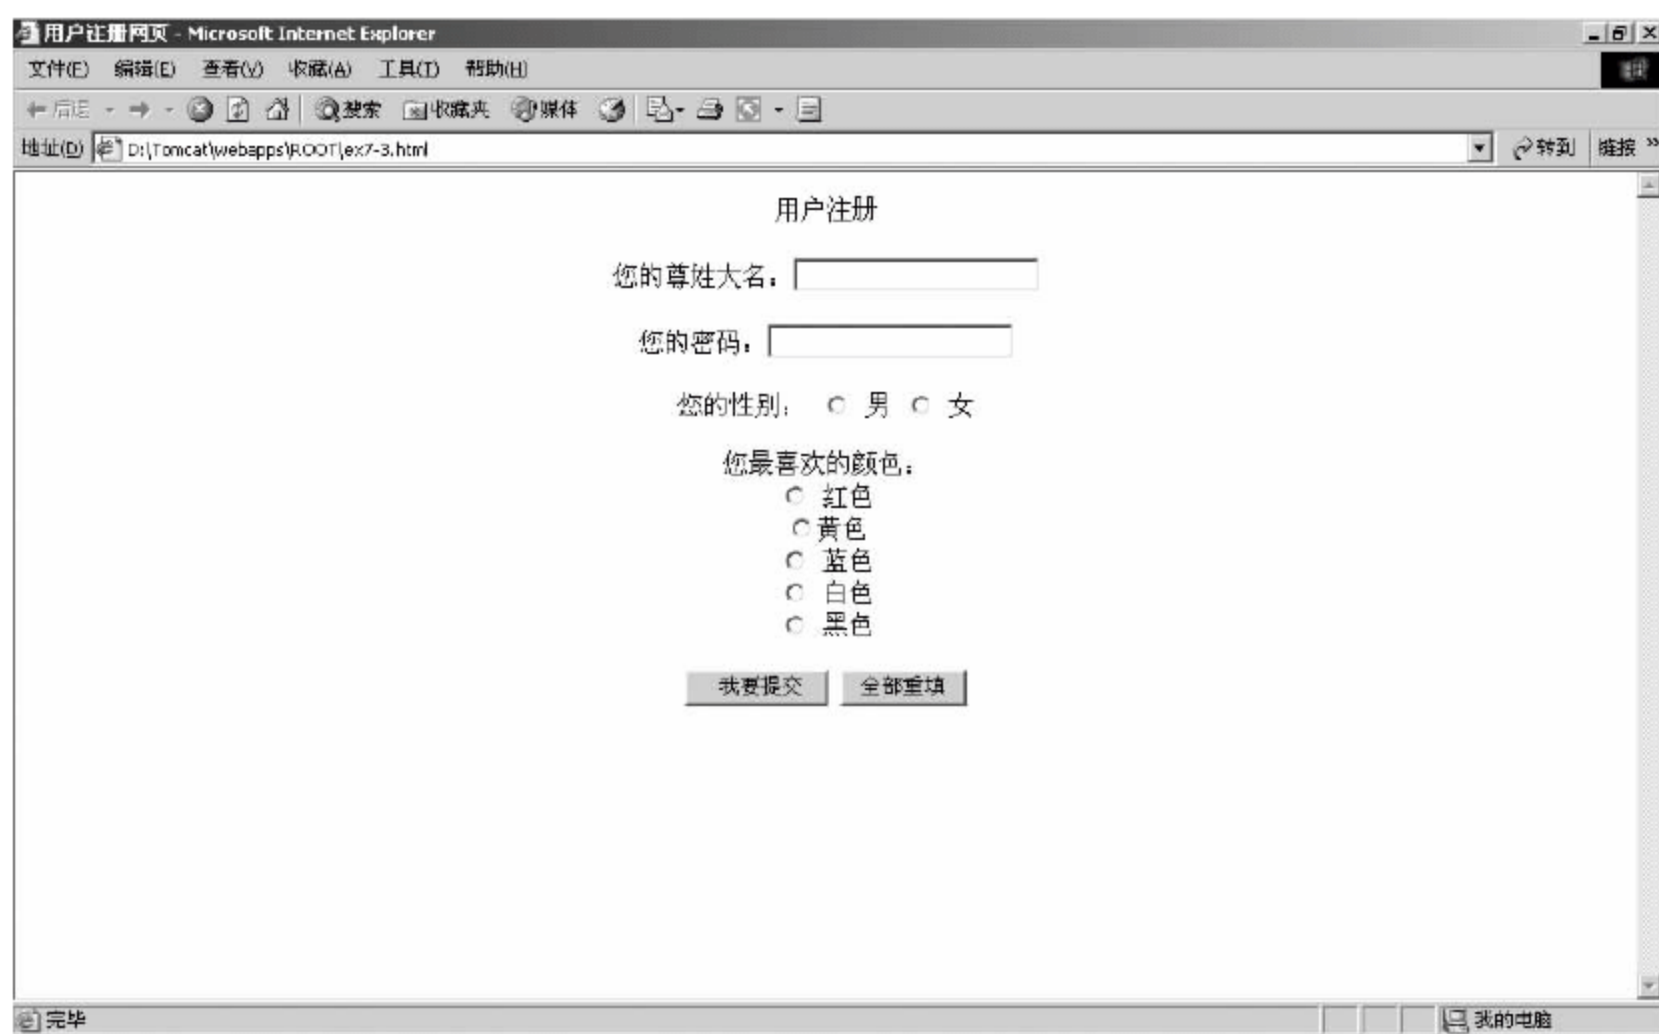 用户注册网页 - Microsoft Internet Explorer
文件(F) 编辑(E) 查看(V) 收藏(A) 工具(T) 帮助(H)
后退 搜索 收藏夹 媒体
地址(D) D:\Tomcat\webapps\ROOT\ex7-3.html 转到 链接 »
用户注册
您的尊姓大名：
您的密码：
您的性别： 男 女
您最喜欢的颜色：
红色
黄色
蓝色
白色
黑色
我要提交 全部重填
完毕 我的电脑